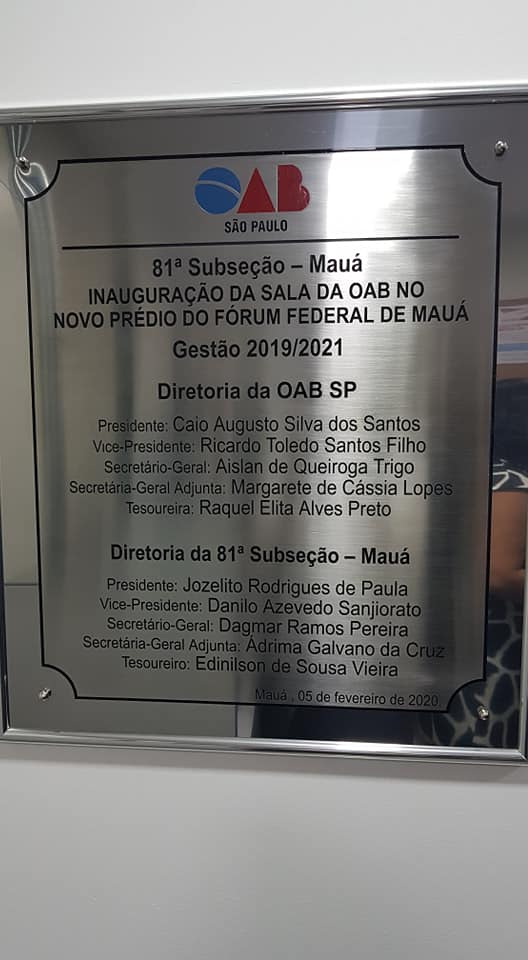 OAB
SÃO PAULO
81ª Subseção – Mauá
INAUGURAÇÃO DA SALA DA OAB NO
NOVO PRÉDIO DO FÓRUM FEDERAL DE MAUÁ
Gestão 2019/2021
Diretoria da OAB SP
Presidente: Caio Augusto Silva dos Santos
Vice-Presidente: Ricardo Toledo Santos Filho
Secretário-Geral: Aislan de Queiroga Trigo
Secretária-Geral Adjunta: Margarete de Cássia Lopes
Tesoureira: Raquel Elita Alves Preto
Diretoria da 81ª Subseção – Mauá
Presidente: Jozelito Rodrigues de Paula
Vice-Presidente: Danilo Azevedo Sanjiorato
Secretário-Geral: Dagmar Ramos Pereira
Secretária-Geral Adjunta: Ádrima Galvano da Cruz
Tesoureiro: Edinilson de Sousa Vieira
Mauá , 05 de fevereiro de 2020.